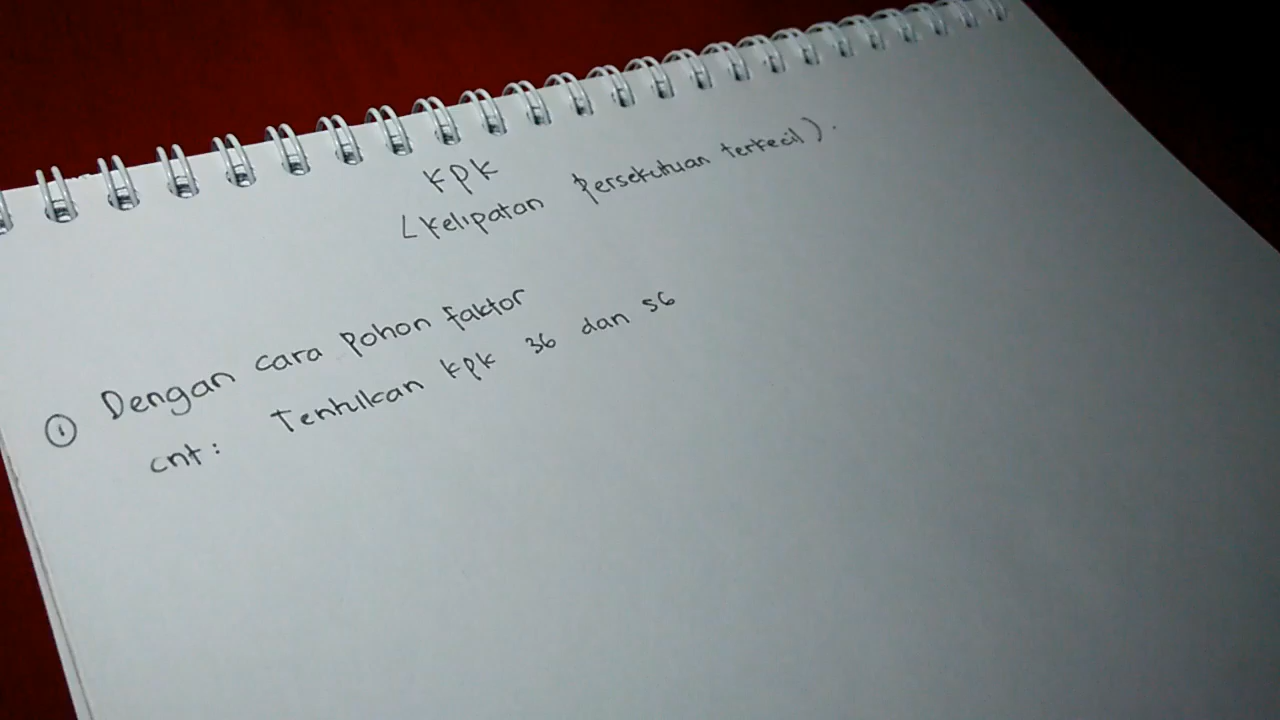 KPK
(Kelipatan Persekutuan terkecil).
① Dengan cara pohon faktor
cnt: Tentukan KPK 36 dan 56